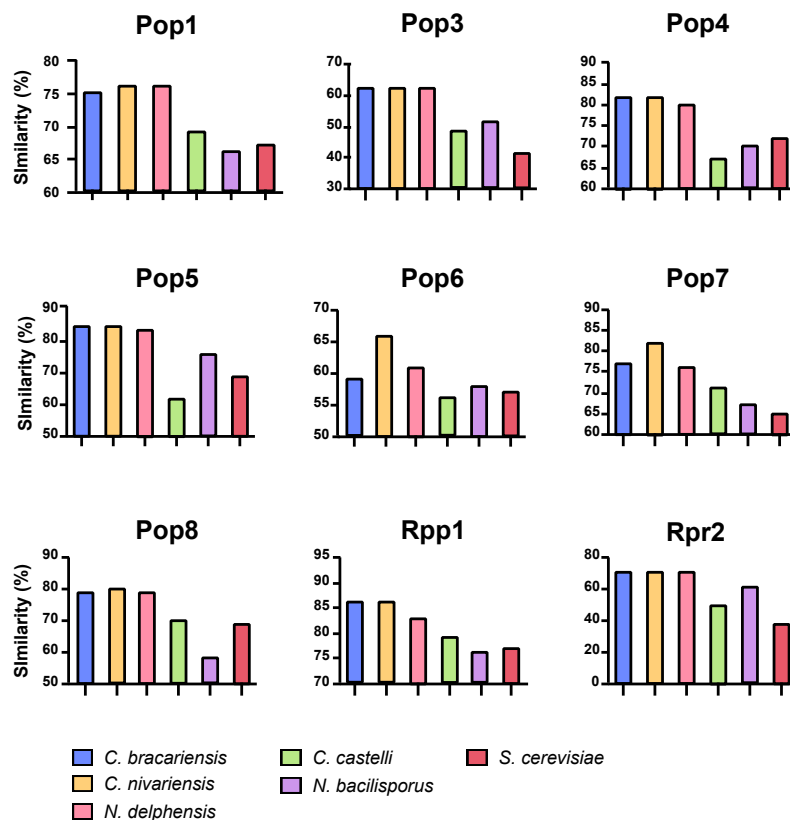 Pop1
Pop3
Pop4
SImilarity (%)
75
70
65
60
70
60
50
40
30
90
85
80
75
70
65
60
Pop5
Pop6
Pop7
SImilarity (%)
90
80
70
60
50
70
65
60
55
50
90
85
80
75
70
65
60
Pop8
Rpp1
Rpr2
SImilarity (%)
90
80
70
60
50
95
90
85
80
75
70
80
60
40
20
0
C. bracariensis
C. castelli
S. cerevisiae
C. nivariensis
N. bacilisporus
N. delphensis